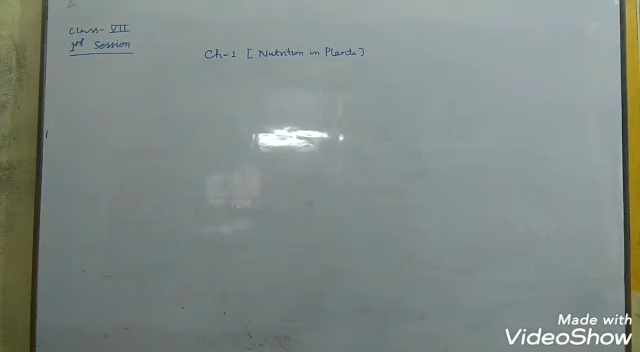 Class- VII
1st Session
Ch-1 [ Nutrition in Plants ]
Made with
VideoShow